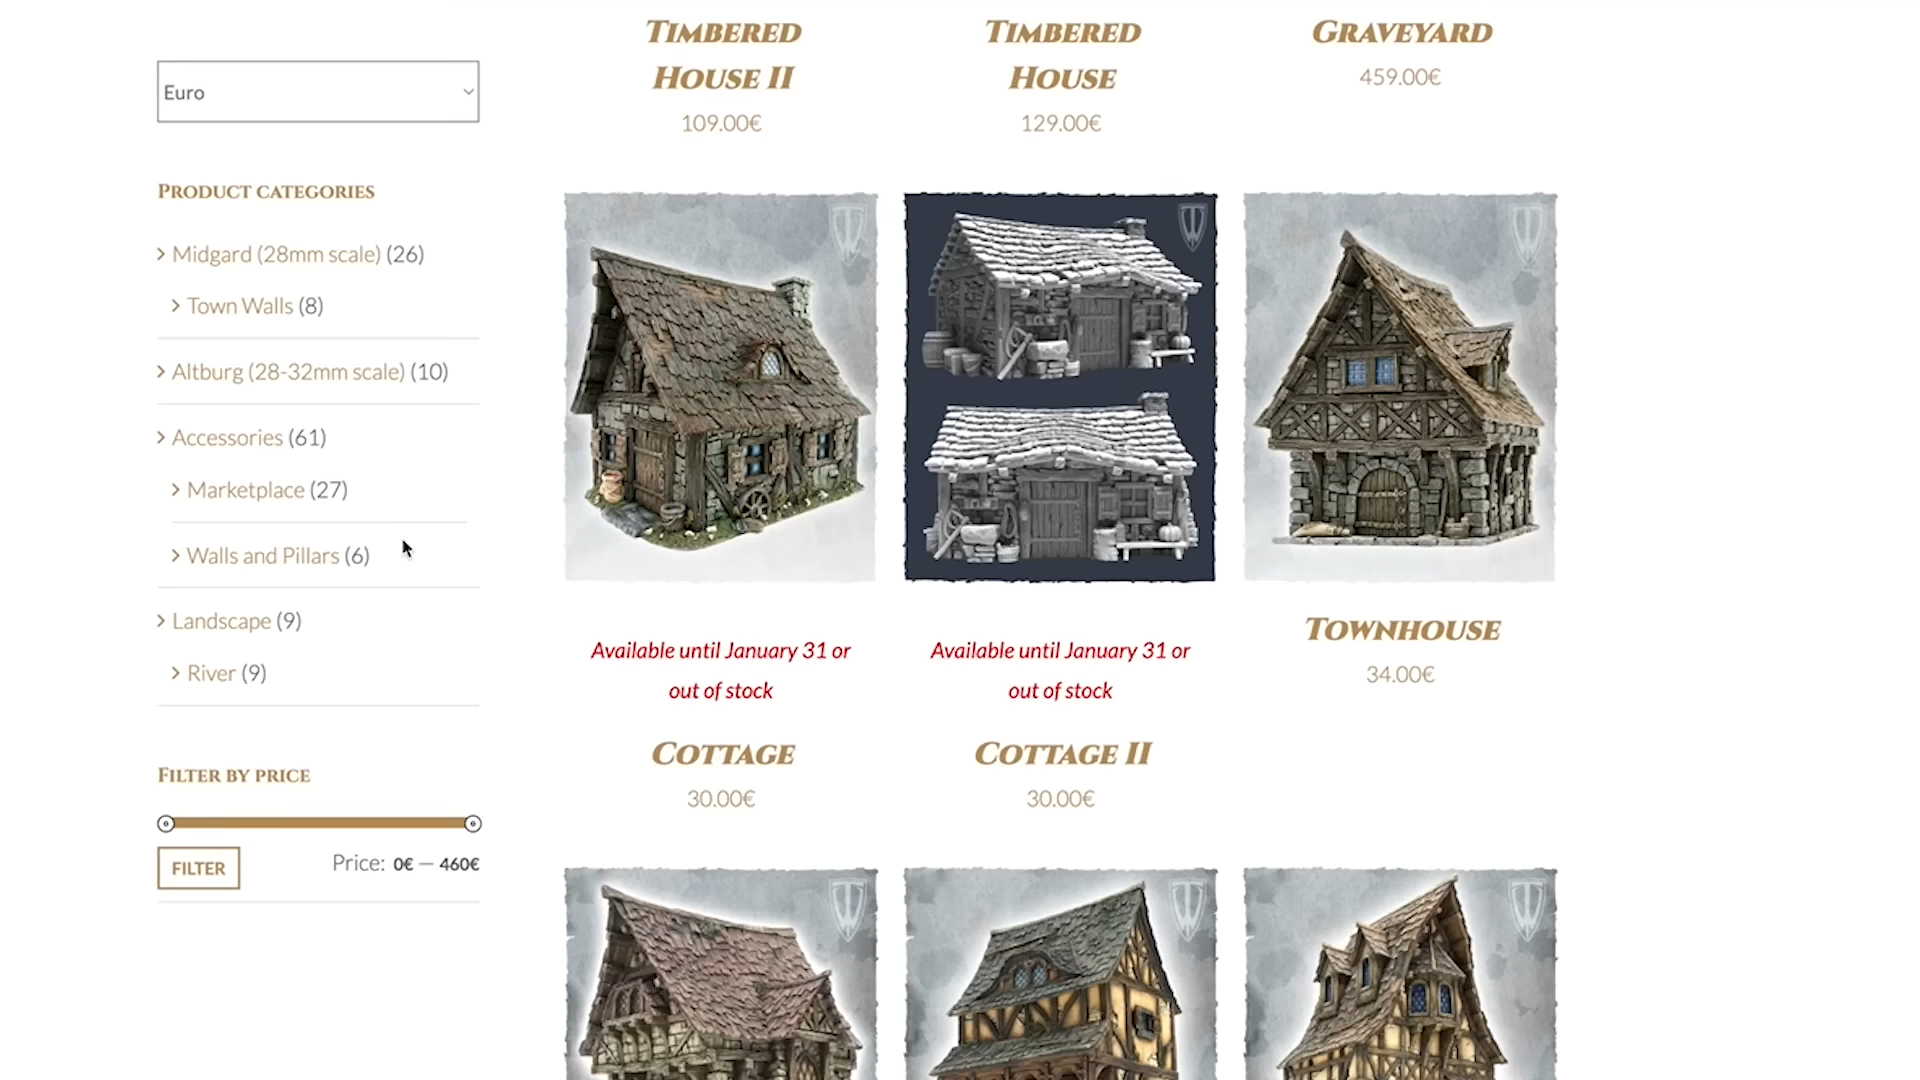 Euro
PRODUCT CATEGORIES
Midgard (28mm scale) (26)
Town Walls (8)
Altburg (28-32mm scale) (10)
Accessories (61)
Marketplace (27)
Walls and Pillars (6)
Landscape (9)
River (9)
FILTER BY PRICE
FILTER
Price: 0€ — 460€
TIMBERED
HOUSE II
109.00€
TIMBERED
HOUSE
129.00€
GRAVEYARD
459.00€
Available until January 31 or
out of stock
COTTAGE
30.00€
Available until January 31 or
out of stock
COTTAGE II
30.00€
TOWNHOUSE
34.00€